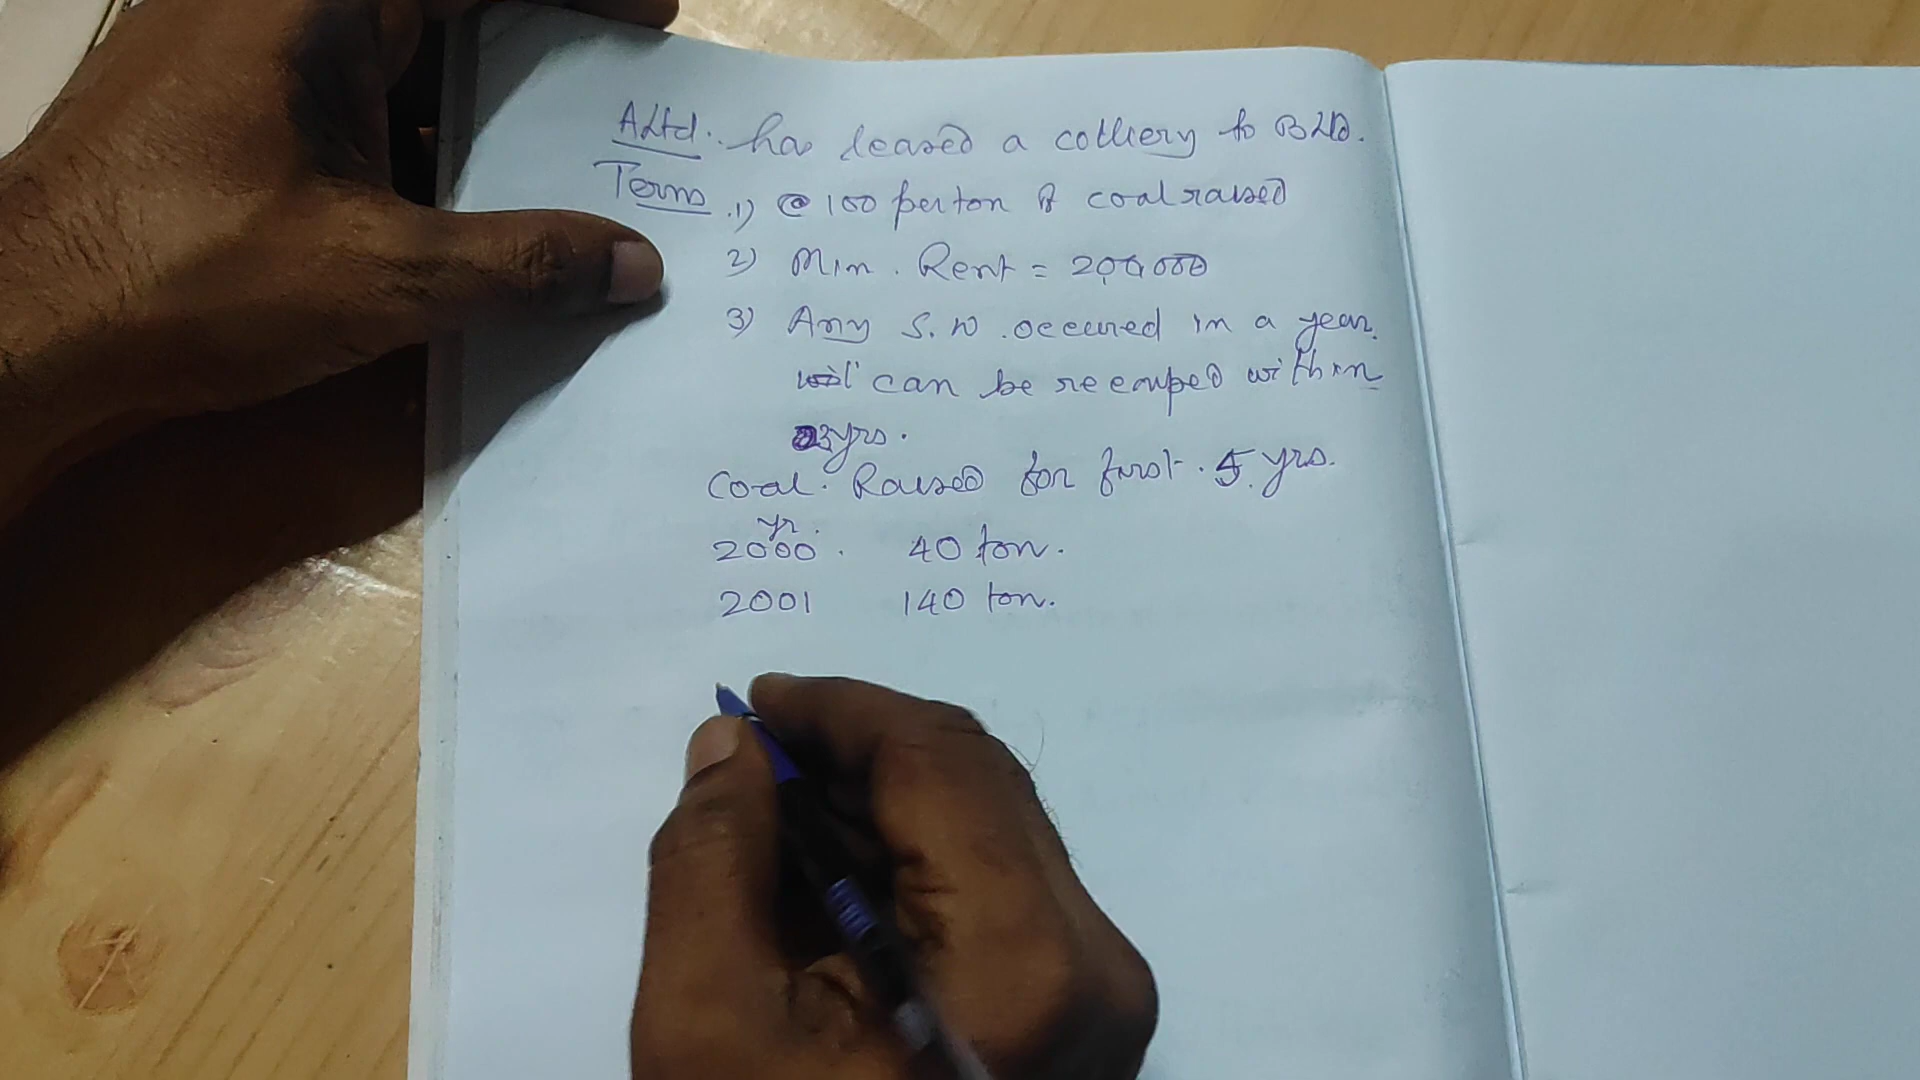 A Ltd. has leased a colliery to B Ltd.
Terms 1) @ 100 per ton of coal raised
2) Min. Rent = 200000
3) Any S.W. occured in a year
can be recouped within
3 yrs.
Coal Raised for first 5 yrs.
yr.
2000. 40 ton.
2001 140 ton.